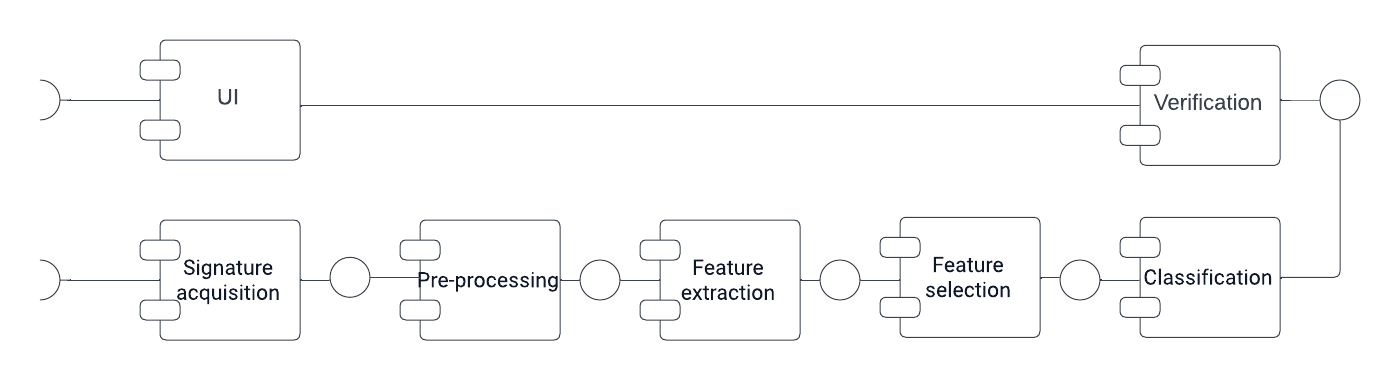 UI
Verification
Signature
acquisition
Pre-processing
Feature
extraction
Feature
selection
Classification